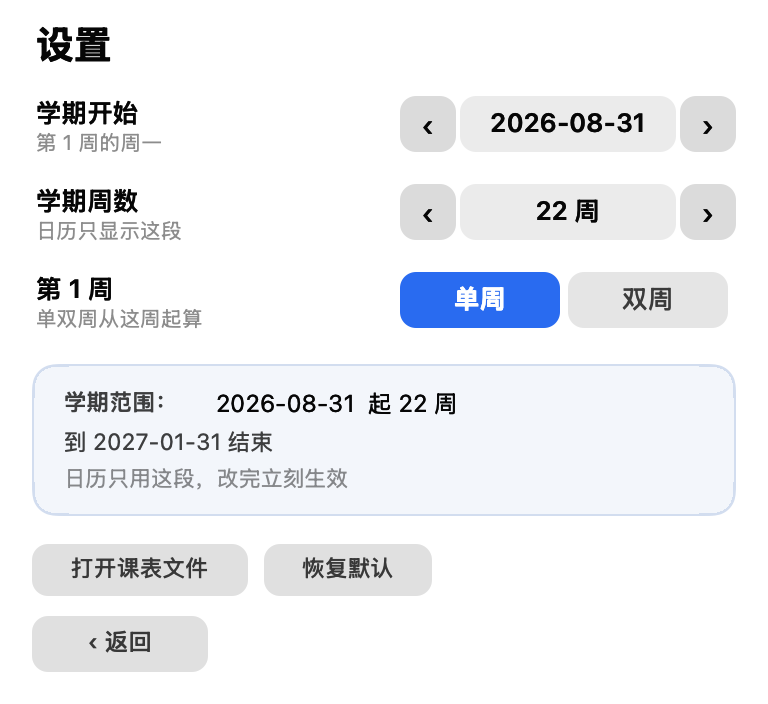 设置
学期开始
第 1 周的周一
‹ 2026-08-31 ›
学期周数
日历只显示这段
‹ 22 周 ›
第 1 周
单双周从这周起算
单周 双周
学期范围： 2026-08-31 起 22 周
到 2027-01-31 结束
日历只用这段，改完立刻生效
打开课表文件 恢复默认
‹ 返回